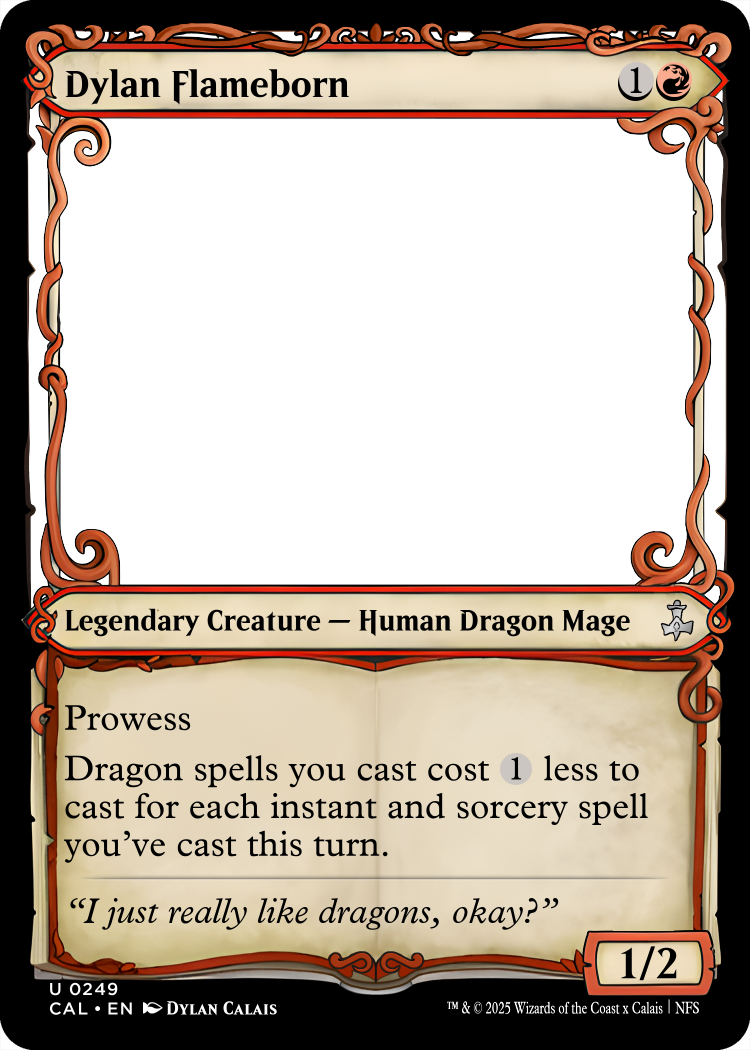 Dylan Flameborn 1
Legendary Creature — Human Dragon Mage
Prowess
Dragon spells you cast cost 1 less to
cast for each instant and sorcery spell
you’ve cast this turn.
“I just really like dragons, okay?”
1/2
U 0249
CAL • EN Dylan Calais
™ & © 2025 Wizards of the Coast x Calais | NFS